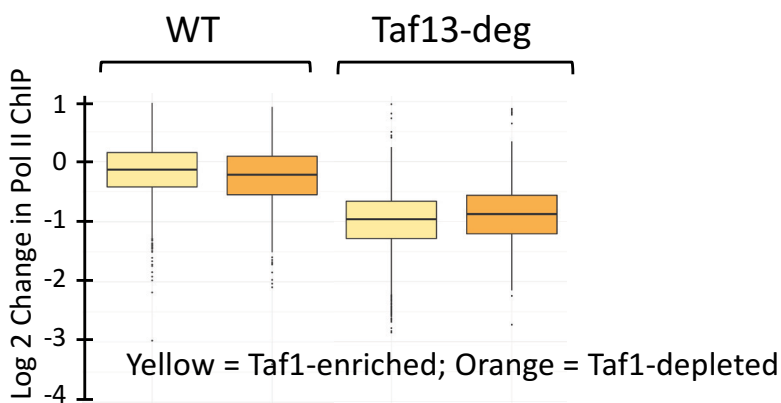 WT Taf13-deg
Log 2 Change in Pol II ChIP
1
0
-1
-2
-3
-4
Yellow = Taf1-enriched; Orange = Taf1-depleted